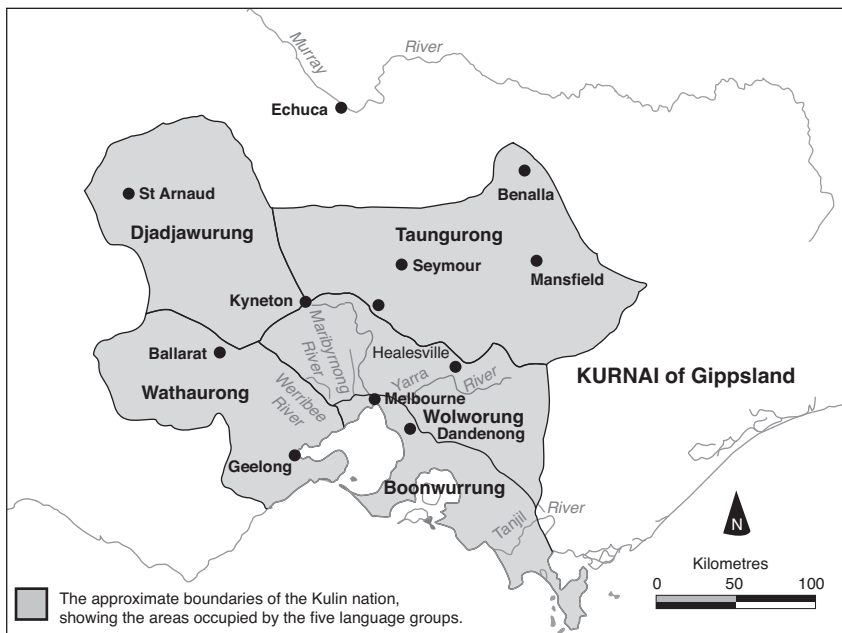 Murray
River
Echuca
St Arnaud
Benalla
Djadjawurung
Taungurong
Seymour
Mansfield
Kyneton
Maribyrnong
River
Healesville
Ballarat
KURNAI of Gippsland
Wathaurong
Werribee
River
Yarra
River
Melbourne
Wolworung
Dandenong
Geelong
Boonwurrung
Tanjil
River
N
Kilometres
0 50 100
The approximate boundaries of the Kulin nation,
showing the areas occupied by the five language groups.